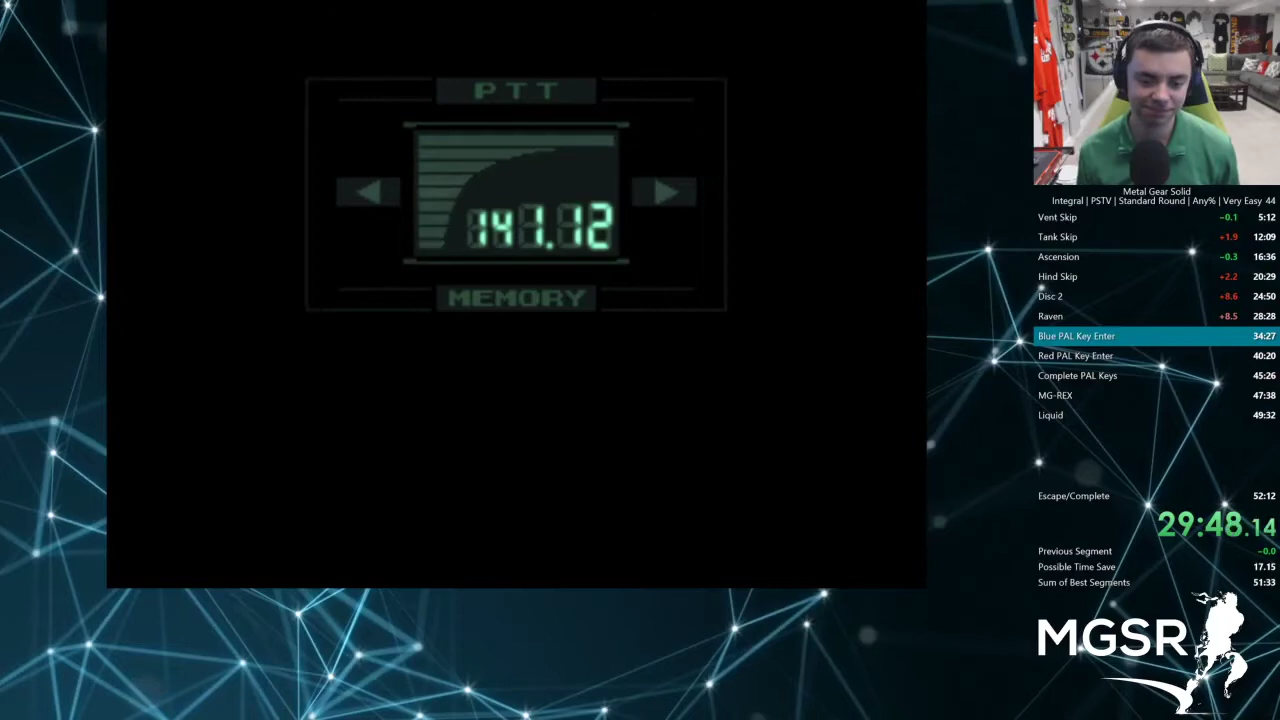 PTT
141.12
MEMORY
Metal Gear Solid
Integral | PSTV | Standard Round | Any% | Very Easy 44
Vent Skip −0.1 5:12
Tank Skip +1.9 12:09
Ascension −0.3 16:36
Hind Skip +2.2 20:29
Disc 2 +8.6 24:50
Raven +8.5 28:28
Blue PAL Key Enter 34:27
Red PAL Key Enter 40:20
Complete PAL Keys 45:26
MG-REX 47:38
Liquid 49:32
Escape/Complete 52:12
29:48.14
Previous Segment −0.0
Possible Time Save 17.15
Sum of Best Segments 51:33
MGSR